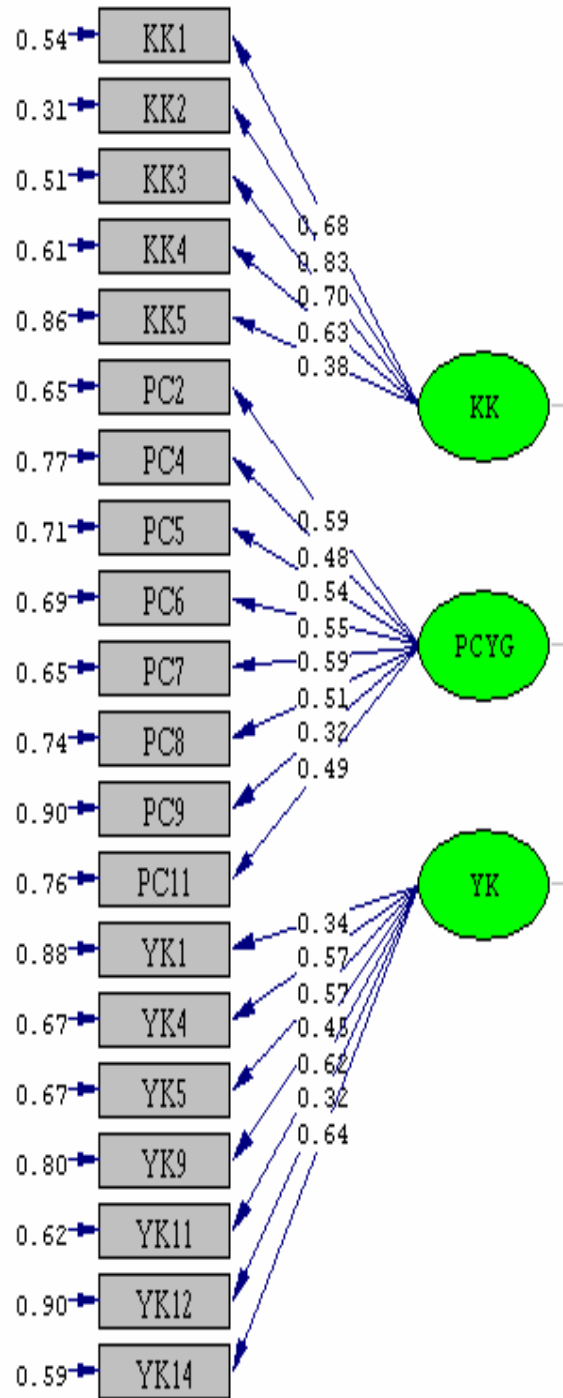 0.54 KK1
0.31 KK2
0.51 KK3
0.68
0.61 KK4
0.83
0.70
0.86 KK5
0.63
0.38
0.65 PC2
KK
0.77 PC4
0.59
0.71 PC5
0.48
0.54
0.69 PC6
0.55
PCYG
0.65 PC7
0.59
0.51
0.74 PC8
0.32
0.49
0.90 PC9
0.76 PC11
YK
0.88 YK1
0.34
0.57
0.67 YK4
0.57
0.45
0.67 YK5
0.62
0.32
0.80 YK9
0.64
0.62 YK11
0.90 YK12
0.59 YK14